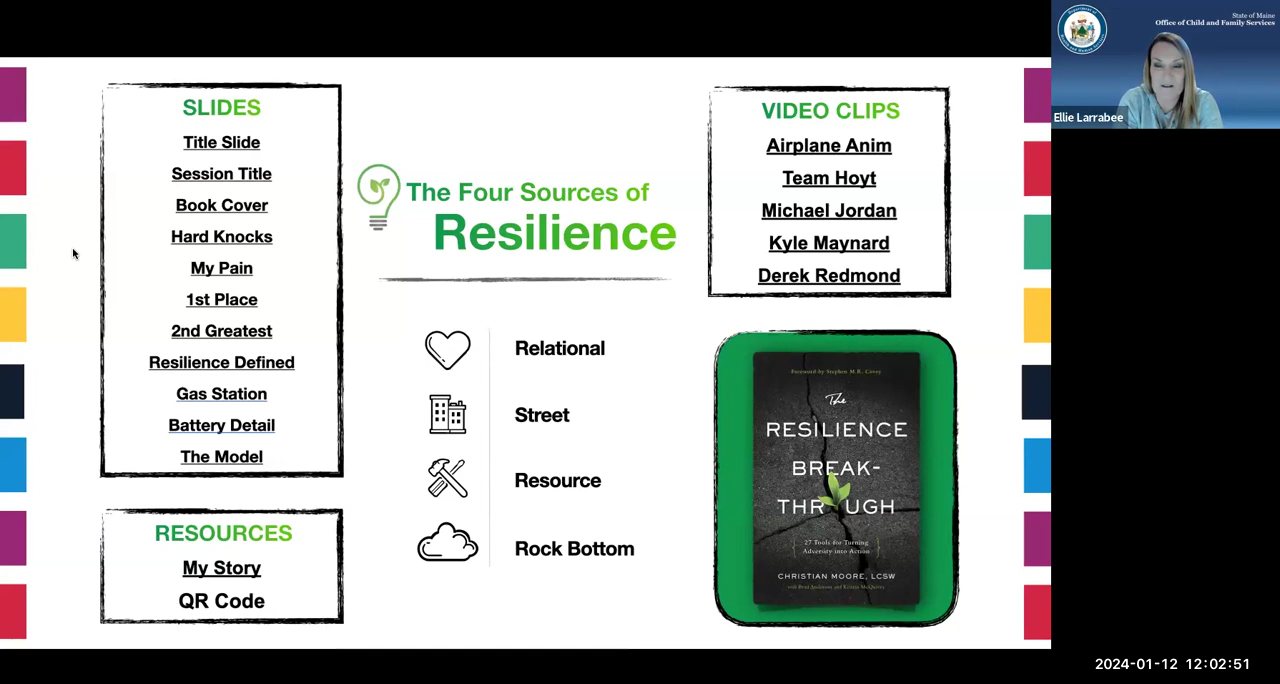 SLIDES
Title Slide
Session Title
Book Cover
Hard Knocks
My Pain
1st Place
2nd Greatest
Resilience Defined
Gas Station
Battery Detail
The Model
RESOURCES
My Story
QR Code
The Four Sources of
Resilience
Relational
Street
Resource
Rock Bottom
VIDEO CLIPS
Airplane Anim
Team Hoyt
Michael Jordan
Kyle Maynard
Derek Redmond
Foreword by Stephen M.R. Covey
The
RESILIENCE
BREAK-
THR UGH
27 Tools for Turning
Adversity into Action
CHRISTIAN MOORE, LCSW
State of Maine
Office of Child and Family Services
Ellie Larrabee
2024-01-12 12:02:51